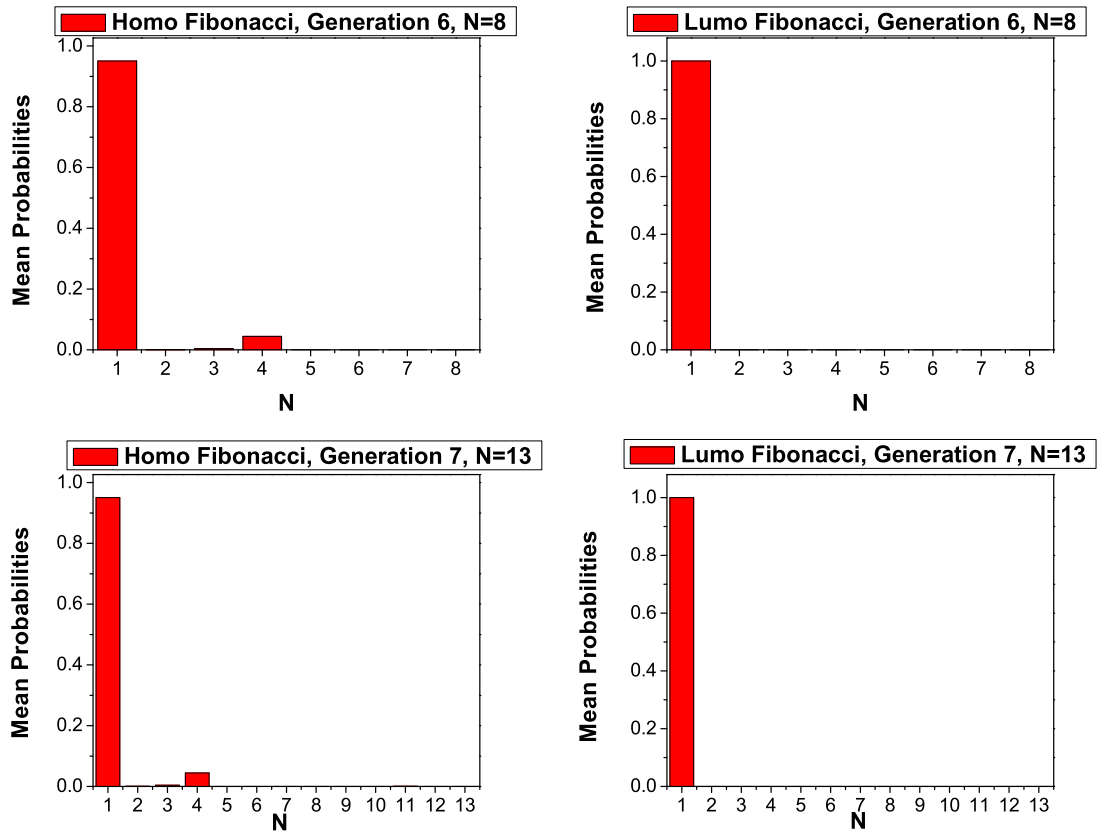 Homo Fibonacci, Generation 6, N=8
1.0
0.8
0.6
0.4
0.2
0.0
Mean Probabilities
1 2 3 4 5 6 7 8
N
Lumo Fibonacci, Generation 6, N=8
1.0
0.8
0.6
0.4
0.2
0.0
Mean Probabilities
1 2 3 4 5 6 7 8
N
Homo Fibonacci, Generation 7, N=13
1.0
0.8
0.6
0.4
0.2
0.0
Mean Probabilities
1 2 3 4 5 6 7 8 9 10 11 12 13
N
Lumo Fibonacci, Generation 7, N=13
1.0
0.8
0.6
0.4
0.2
0.0
Mean Probabilities
1 2 3 4 5 6 7 8 9 10 11 12 13
N